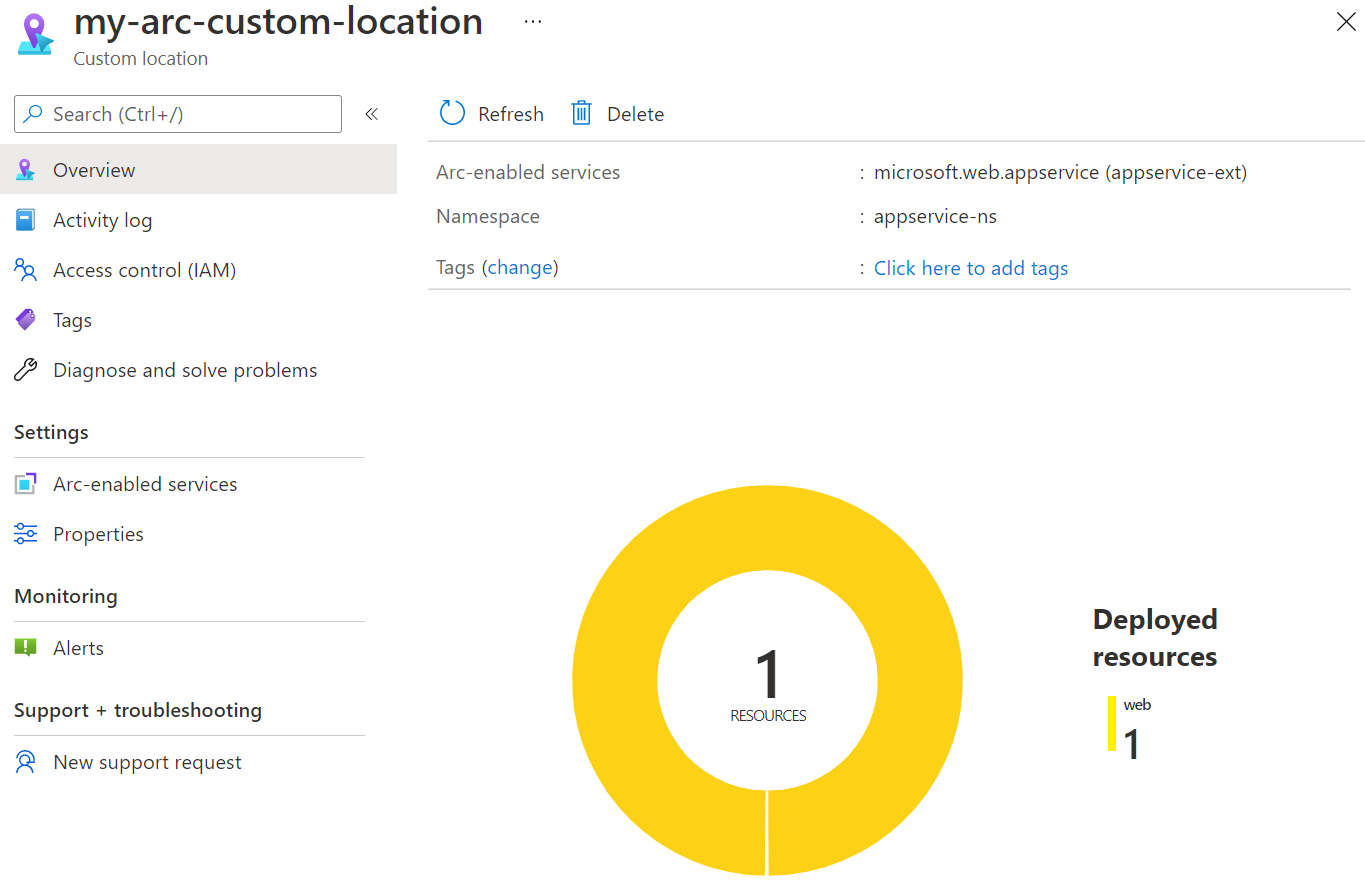 my-arc-custom-location ...
Custom location
Search (Ctrl+/) «
Refresh Delete
Overview
Activity log
Access control (IAM)
Tags
Diagnose and solve problems
Settings
Arc-enabled services
Properties
Monitoring
Alerts
Support + troubleshooting
New support request
Arc-enabled services : microsoft.web.appservice (appservice-ext)
Namespace : appservice-ns
Tags (change) : Click here to add tags
1
RESOURCES
Deployed
resources
web
1